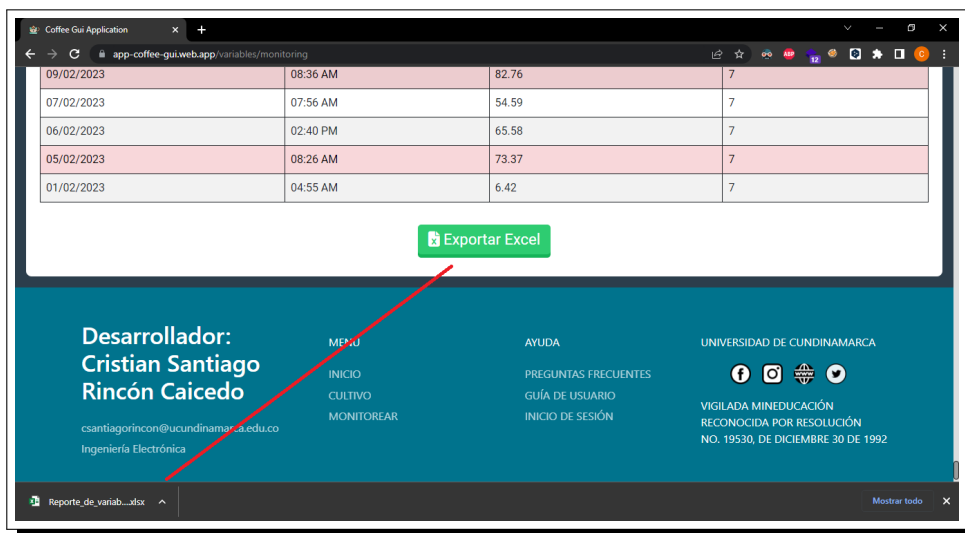 Coffee Gui Application
app-coffee-gui.web.app/variables/monitoring
ABP
12
C
09/02/2023 08:36 AM 82.76 7
07/02/2023 07:56 AM 54.59 7
06/02/2023 02:40 PM 65.58 7
05/02/2023 08:26 AM 73.37 7
01/02/2023 04:55 AM 6.42 7
Exportar Excel
Desarrollador:
Cristian Santiago
Rincón Caicedo
csantiagorincon@ucundinamarca.edu.co
Ingeniería Electrónica
MENÚ
INICIO
CULTIVO
MONITOREAR
AYUDA
PREGUNTAS FRECUENTES
GUÍA DE USUARIO
INICIO DE SESIÓN
UNIVERSIDAD DE CUNDINAMARCA
VIGILADA MINEDUCACIÓN
RECONOCIDA POR RESOLUCIÓN
NO. 19530, DE DICIEMBRE 30 DE 1992
Reporte_de_variab....xlsx
Mostrar todo